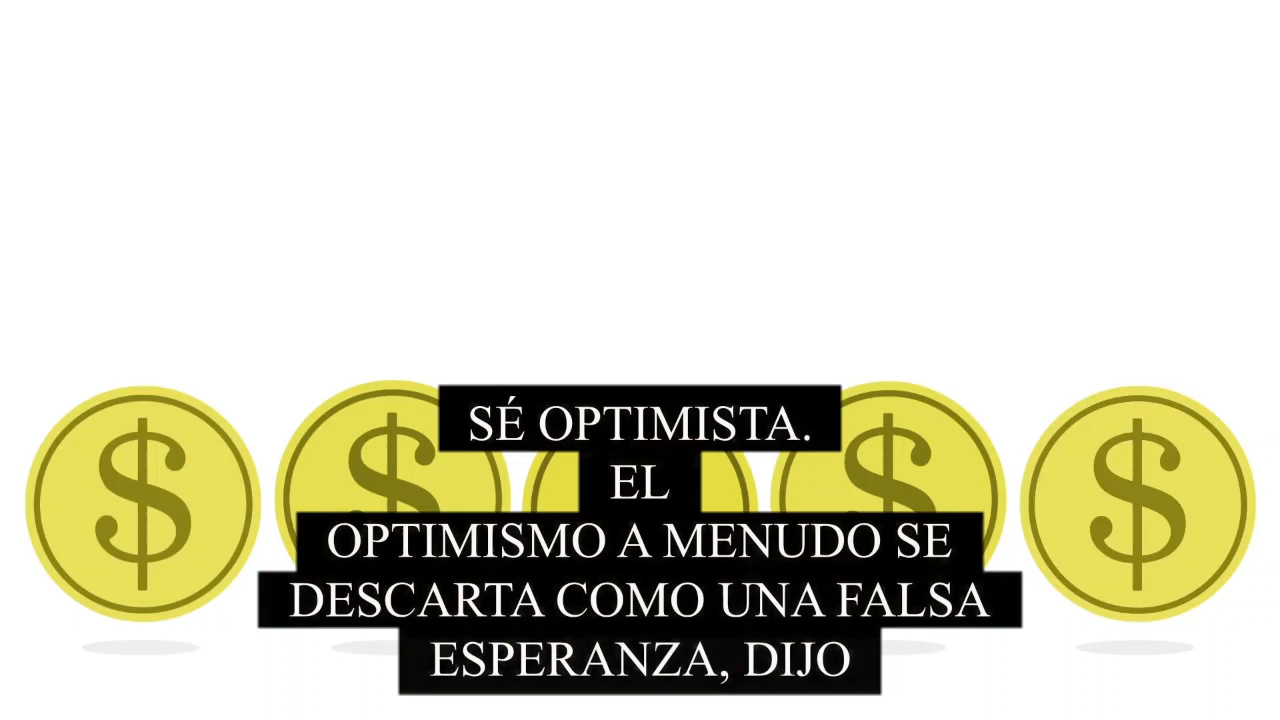 SÉ OPTIMISTA.
EL
OPTIMISMO A MENUDO SE
DESCARTA COMO UNA FALSA
ESPERANZA, DIJO